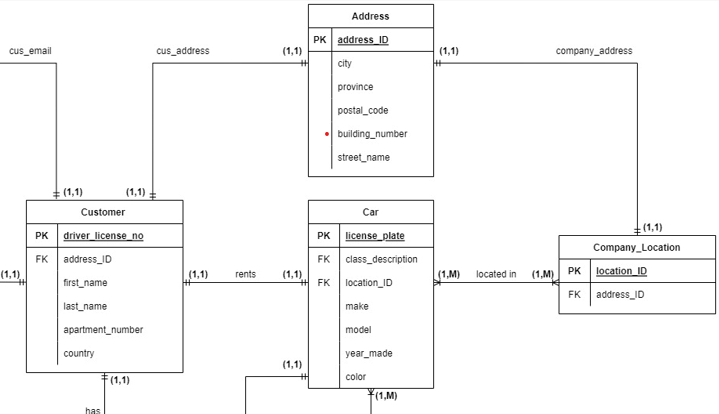 Address
PK address_ID
city
province
postal_code
building_number
street_name
cus_email
cus_address
(1,1)
(1,1)
company_address
(1,1)
(1,1)
(1,1)
Customer
PK driver_license_no
FK address_ID
first_name
last_name
apartment_number
country
Car
PK license_plate
FK class_description
FK location_ID
make
model
year_made
color
Company_Location
PK location_ID
FK address_ID
(1,1)
(1,1)
rents
(1,1)
(1,M)
located in
(1,M)
(1,1)
(1,1)
(1,M)
has